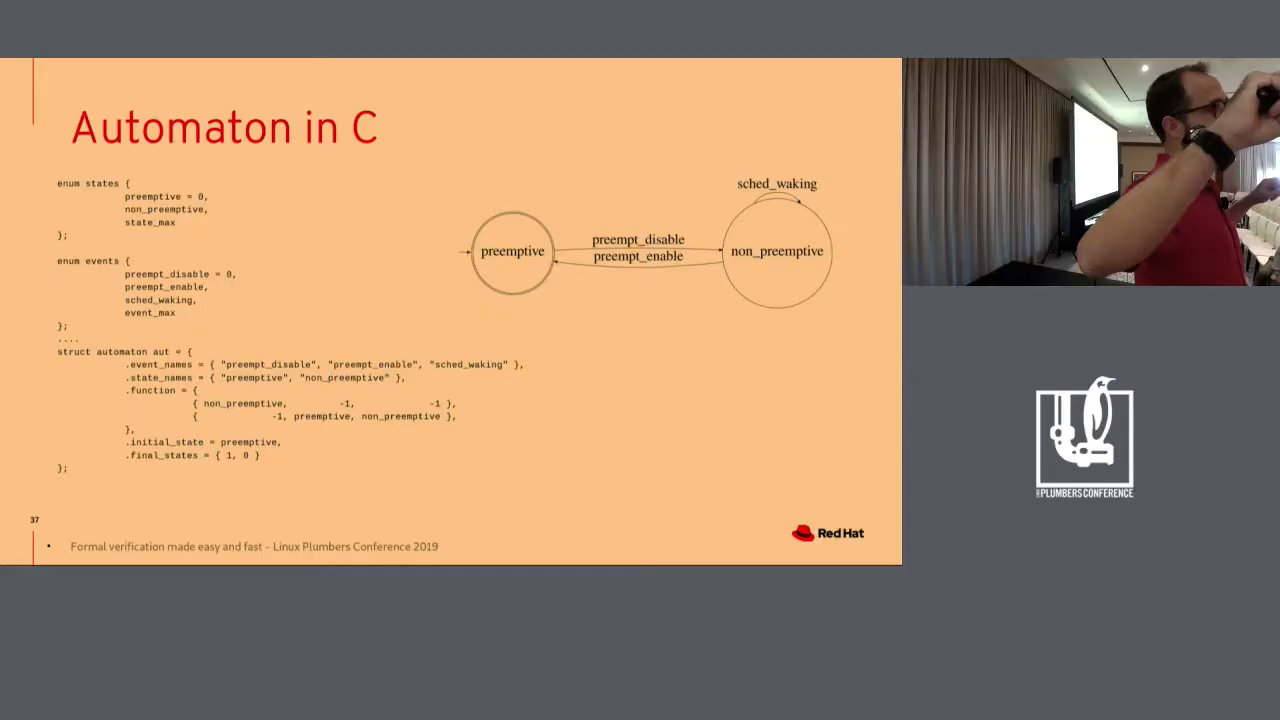 Automaton in C
enum states {
preemptive = 0,
non_preemptive,
state_max
};
enum events {
preempt_disable = 0,
preempt_enable,
sched_waking,
event_max
};
....
struct automaton aut = {
.event_names = { "preempt_disable", "preempt_enable", "sched_waking" },
.state_names = { "preemptive", "non_preemptive" },
.function = {
{ non_preemptive, -1, -1 },
{ -1, preemptive, non_preemptive },
},
.initial_state = preemptive,
.final_states = { 1, 0 }
};
sched_waking
preemptive
preempt_disable
preempt_enable
non_preemptive
37
• Formal verification made easy and fast - Linux Plumbers Conference 2019
Red Hat
PLUMBERS CONFERENCE